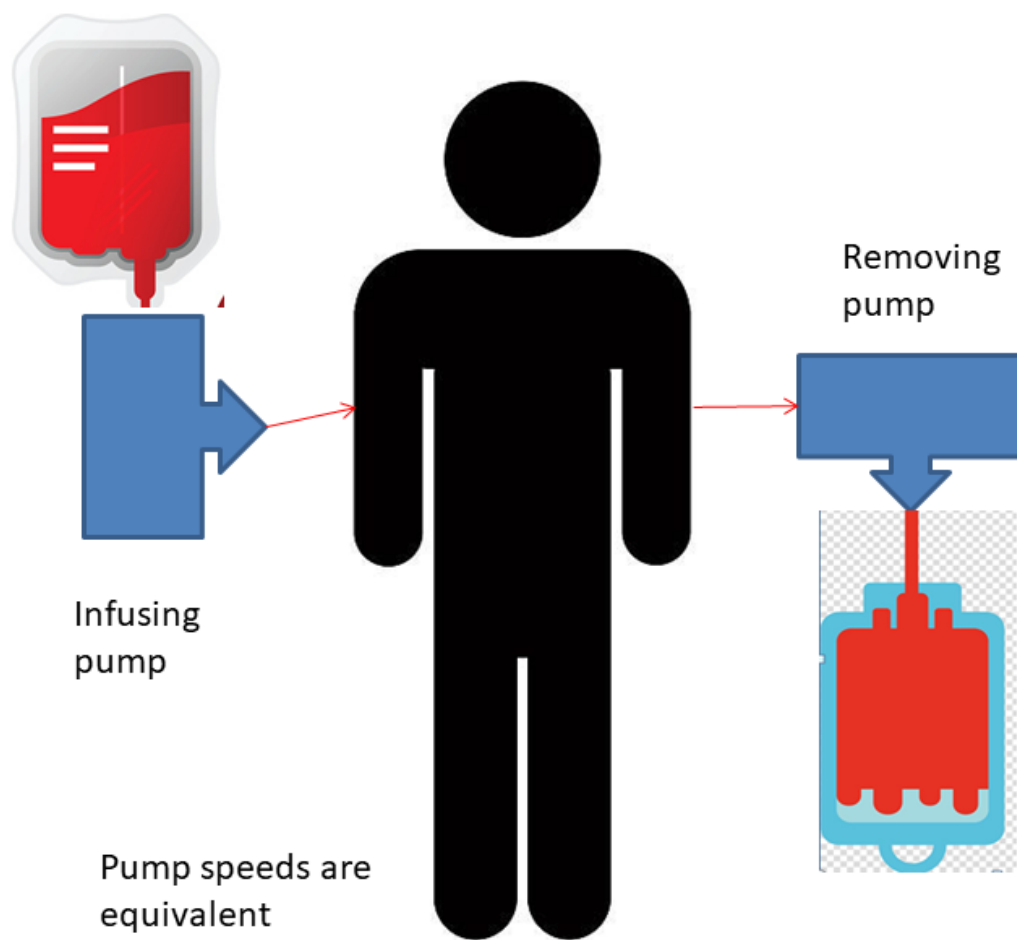 Removing
pump
Infusing
pump
Pump speeds are
equivalent